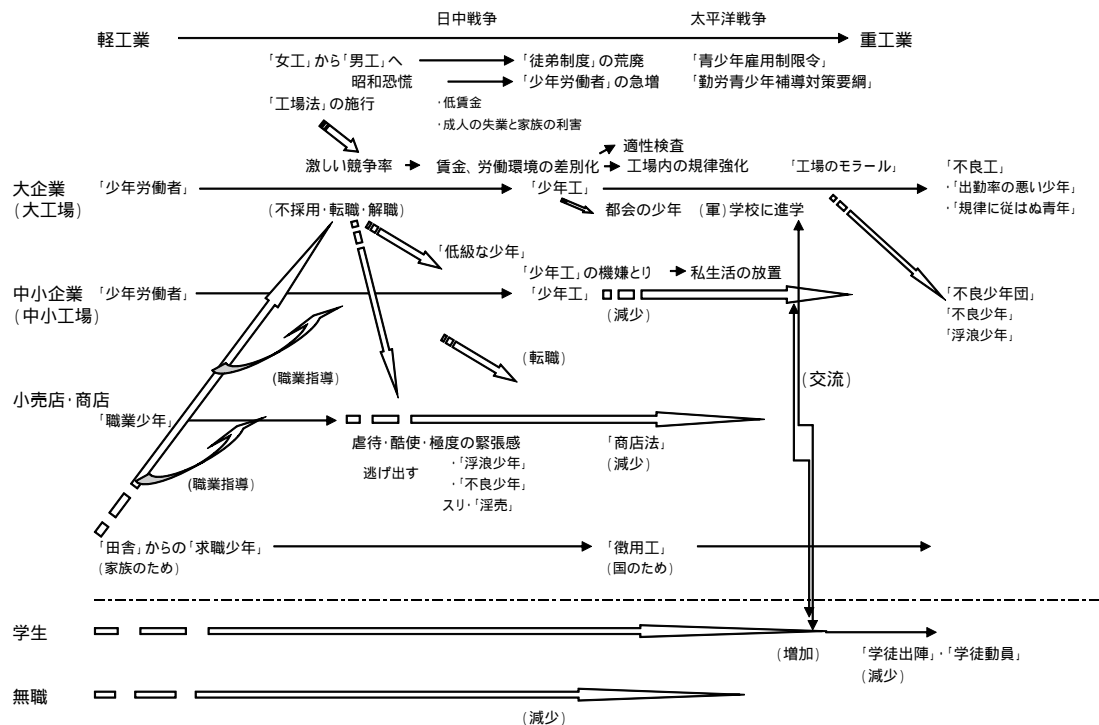 日中戦争
太平洋戦争
軽工業
重工業
「女工」から「男工」へ
「徒弟制度」の荒廃
「青少年雇用制限令」
昭和恐慌
「少年労働者」の急増
「勤労青少年補導対策要綱」
「工場法」の施行
・低賃金
・成人の失業と家族の利害
適性検査
激しい競争率
賃金、労働環境の差別化
工場内の規律強化
「工場のモラール」
「不良工」
大企業
「少年労働者」
「少年工」
・「出勤率の悪い少年」
(大工場)
(不採用・転職・解職)
都会の少年
(軍)学校に進学
・「規律に従はぬ青年」
「低級な少年」
「少年工」の機嫌とり
私生活の放置
中小企業
「少年労働者」
「少年工」
「不良少年団」
(中小工場)
(減少)
「不良少年」
「浮浪少年」
(転職)
(職業指導)
(交流)
小売店・商店
「職業少年」
虐待・酷使・極度の緊張感
「商店法」
逃げ出す
・「浮浪少年」
(減少)
・「不良少年」
(職業指導)
スリ・「淫売」
「田舎」からの「求職少年」
「徴用工」
(家族のため)
(国のため)
学生
(増加)
「学徒出陣」・「学徒動員」
(減少)
無職
(減少)